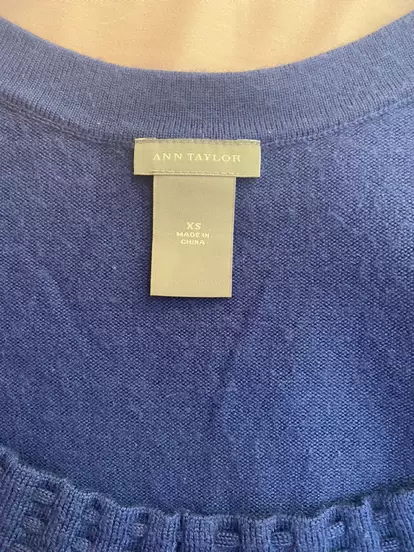 ANN TAYLOR
XS
MADE IN
CHINA